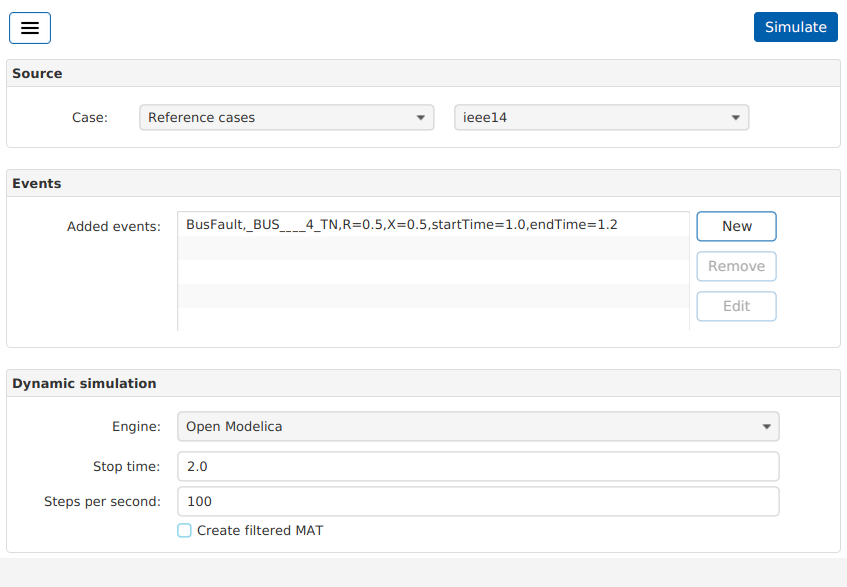 Simulate
Source
Case: Reference cases ieee14
Events
Added events: BusFault,_BUS____4_TN,R=0.5,X=0.5,startTime=1.0,endTime=1.2 New
Remove
Edit
Dynamic simulation
Engine: Open Modelica
Stop time: 2.0
Steps per second: 100
Create filtered MAT